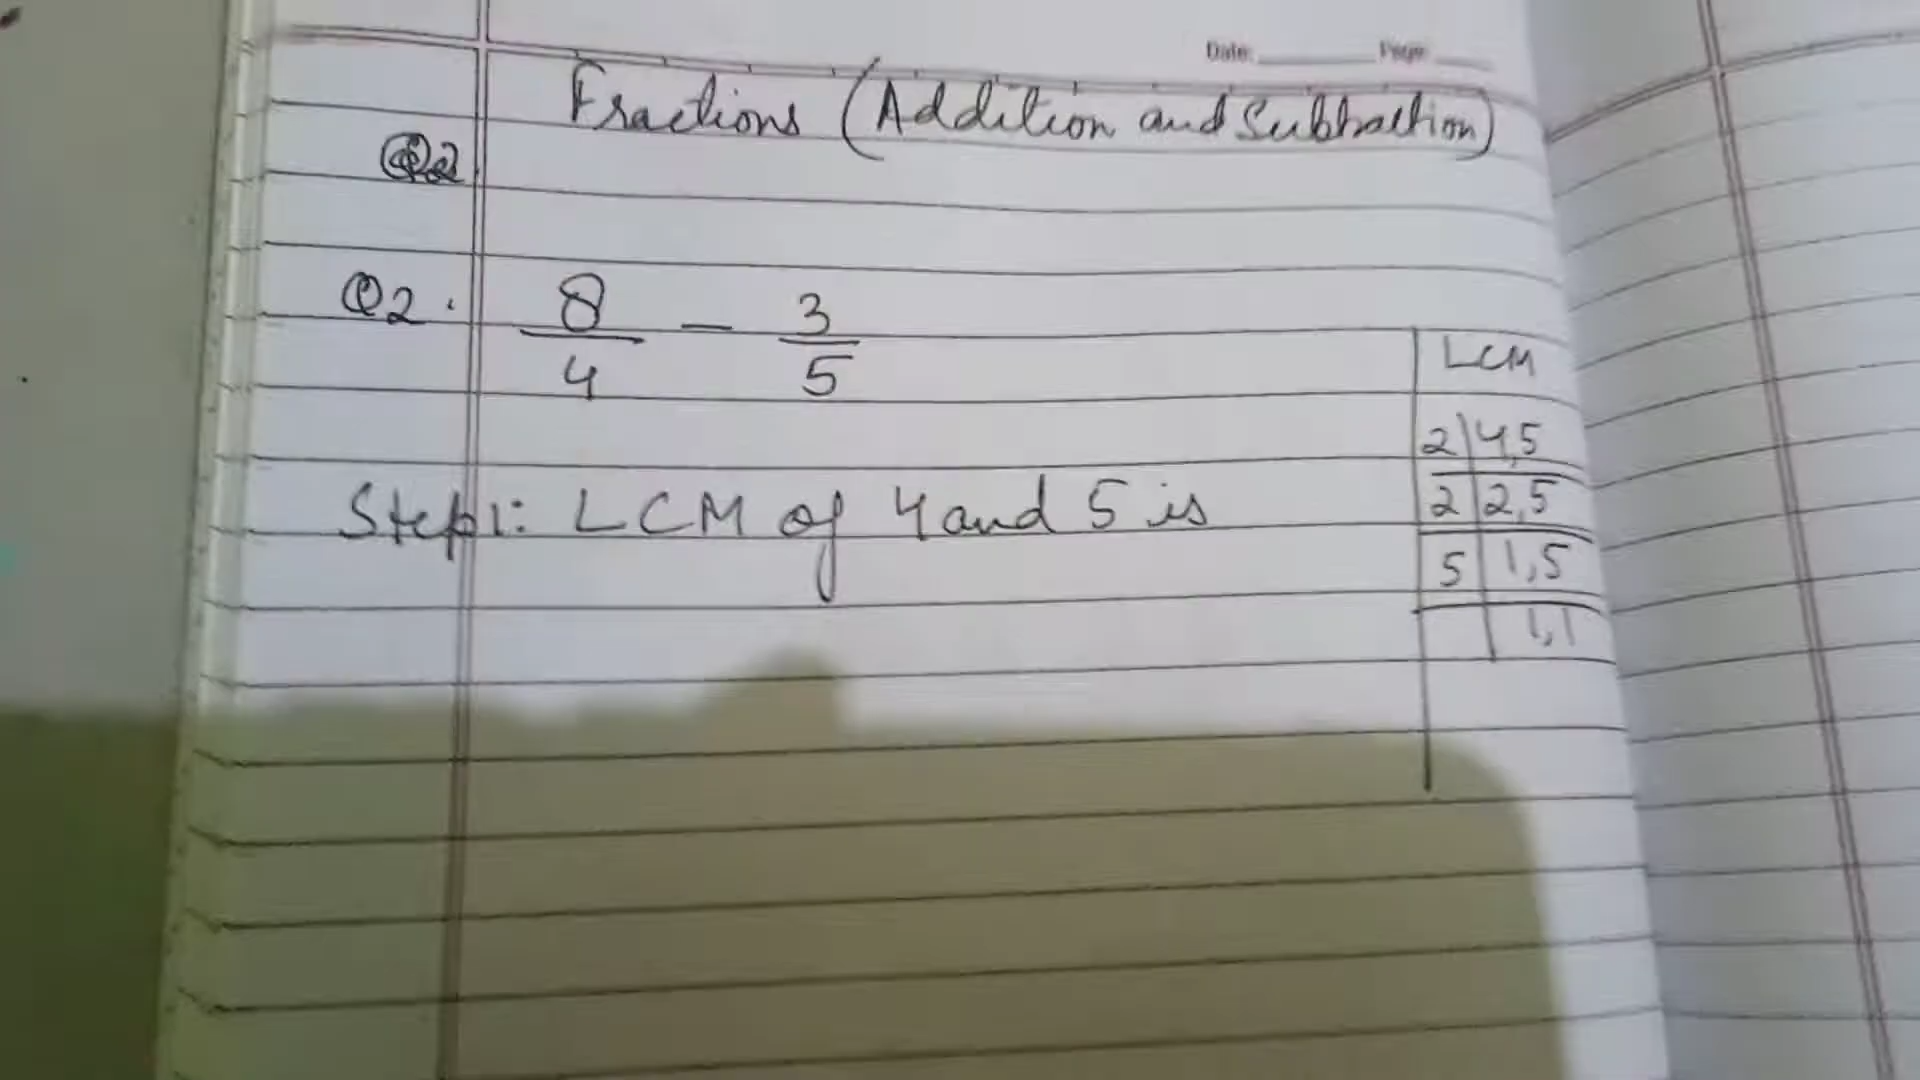 Date: Page:
Fractions (Addition and Subtraction)
Q2
Q2. 8/4 - 3/5
LCM
2 | 4,5
2 | 2,5
5 | 1,5
1,1
Step1: LCM of 4 and 5 is